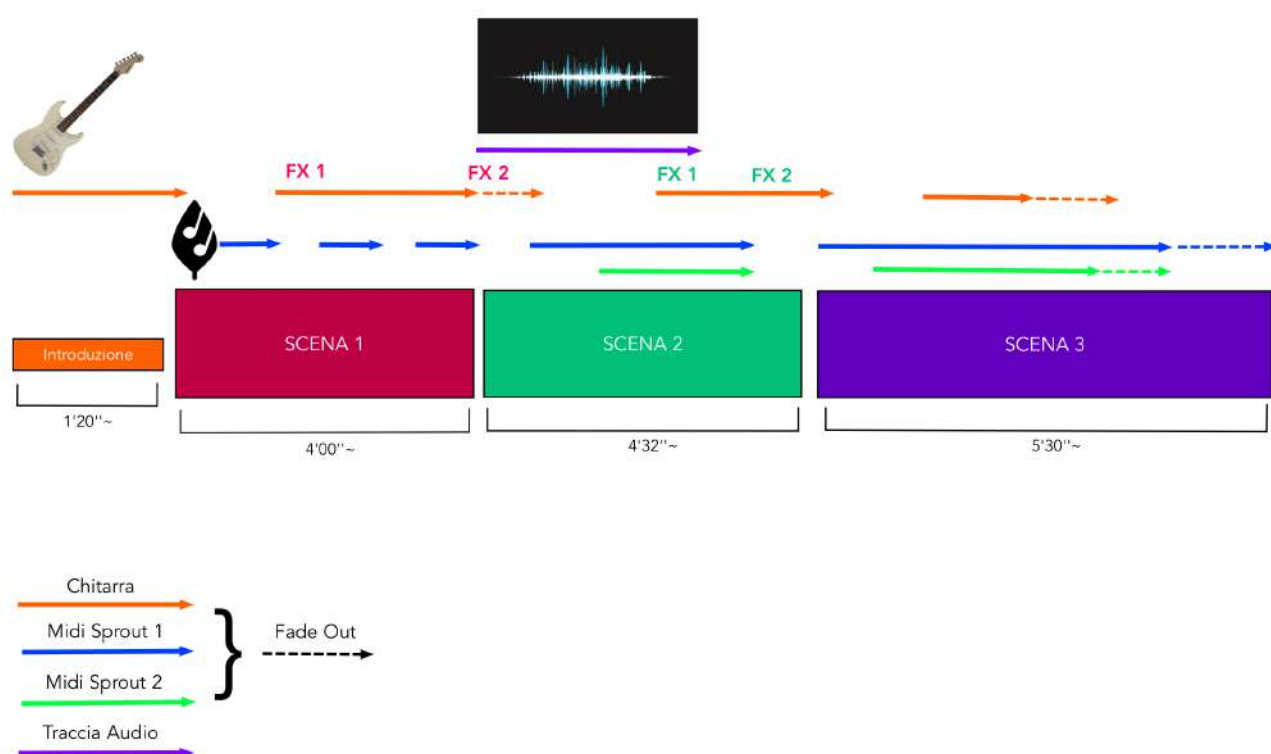 FX 1
FX 2
FX 1
FX 2
Introduzione
SCENA 1
SCENA 2
SCENA 3
1'20''~
4'00''~
4'32''~
5'30''~
Chitarra
Midi Sprout 1
Fade Out
Midi Sprout 2
Traccia Audio